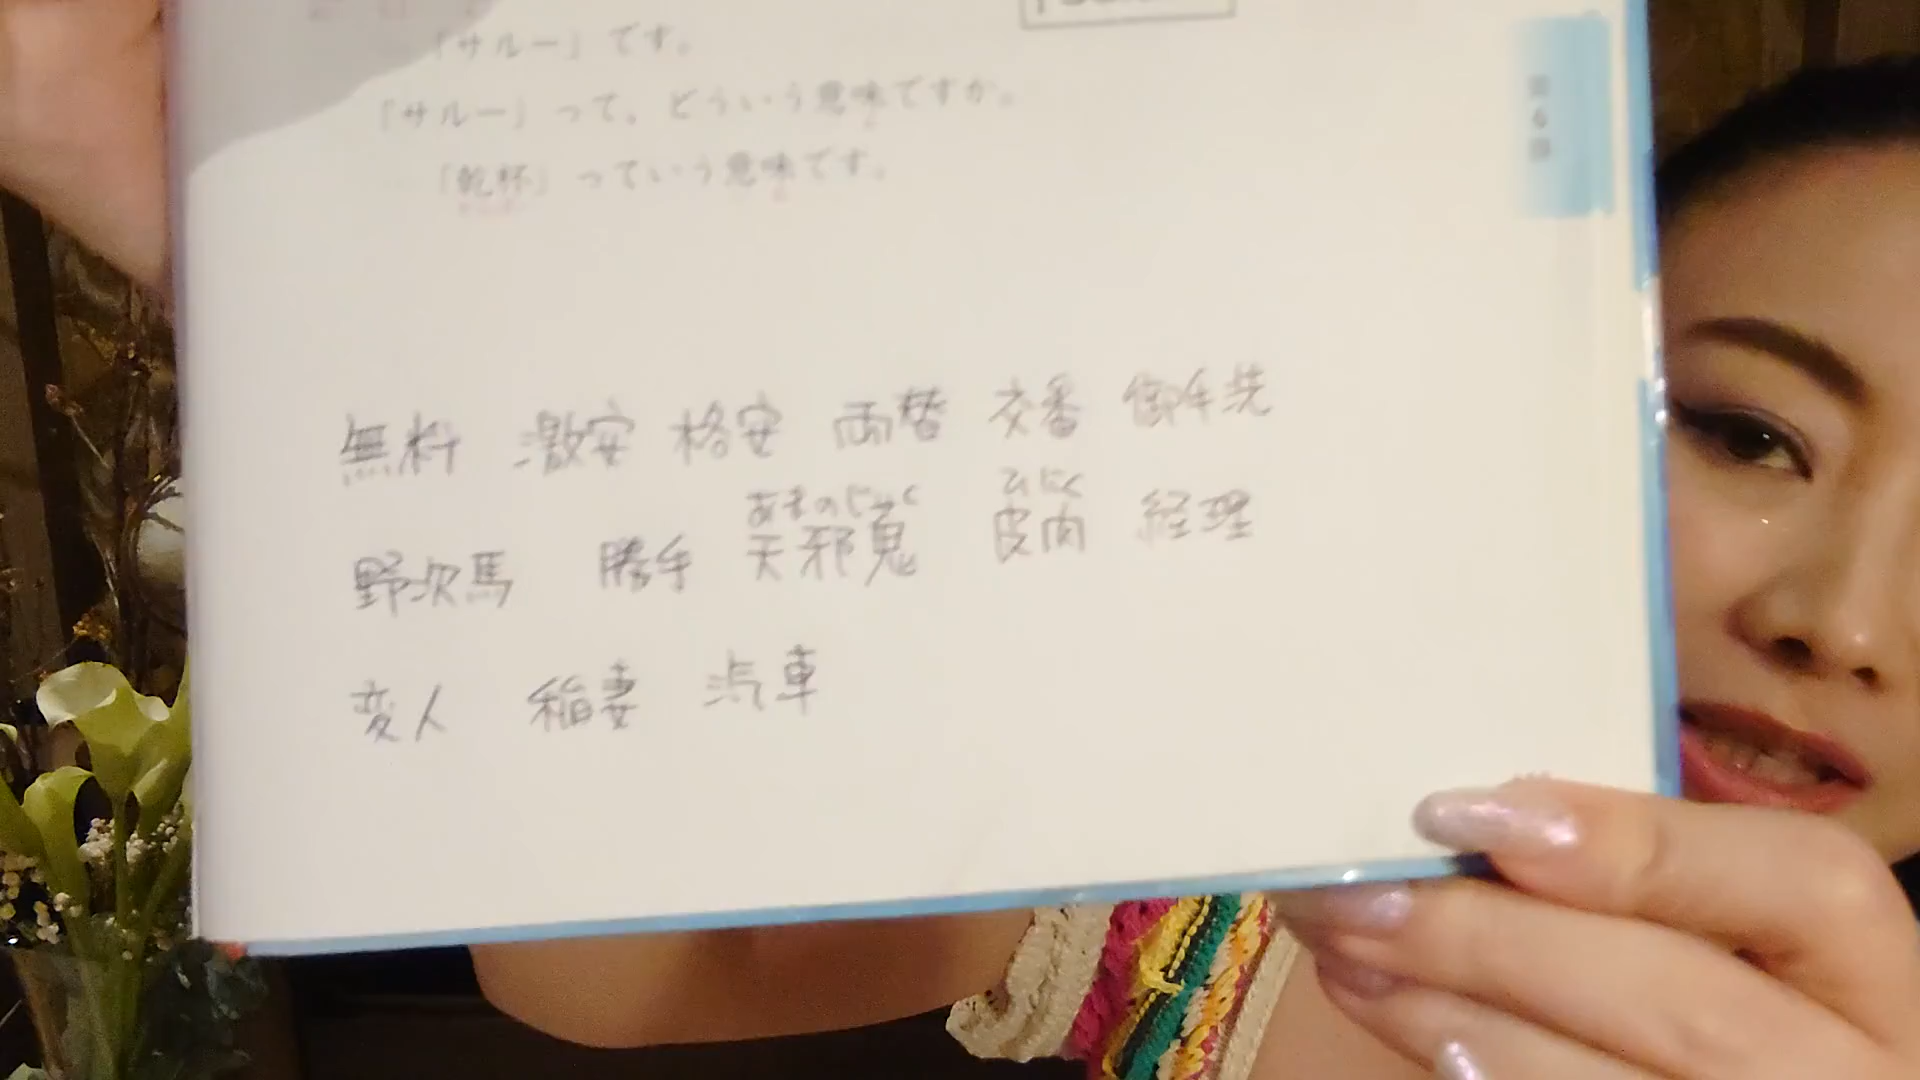 「サルー」です。
「サルー」って、どういう意味ですか。
「乾杯」っていう意味です。
無料 激安 格安 両替 交番 御手洗
あまのじゃく ひにく
野次馬 勝手 天邪鬼 皮肉 経理
変人 稲妻 汽車